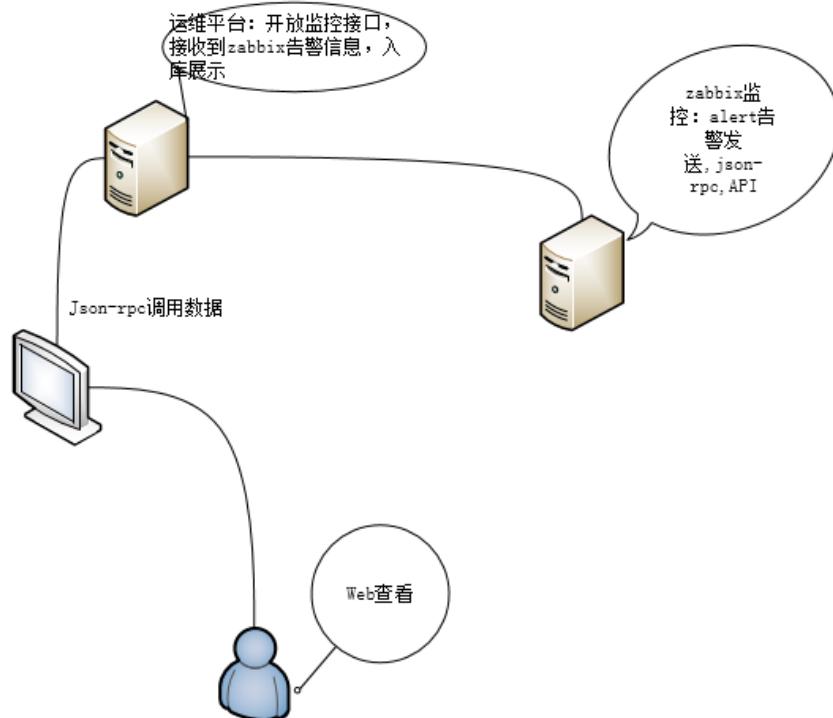 运维平台：开放监控接口，
接收到zabbix告警信息，入
库展示
zabbix监
控：alert告
警发
送,json-
rpc,API
Json-rpc调用数据
Web查看